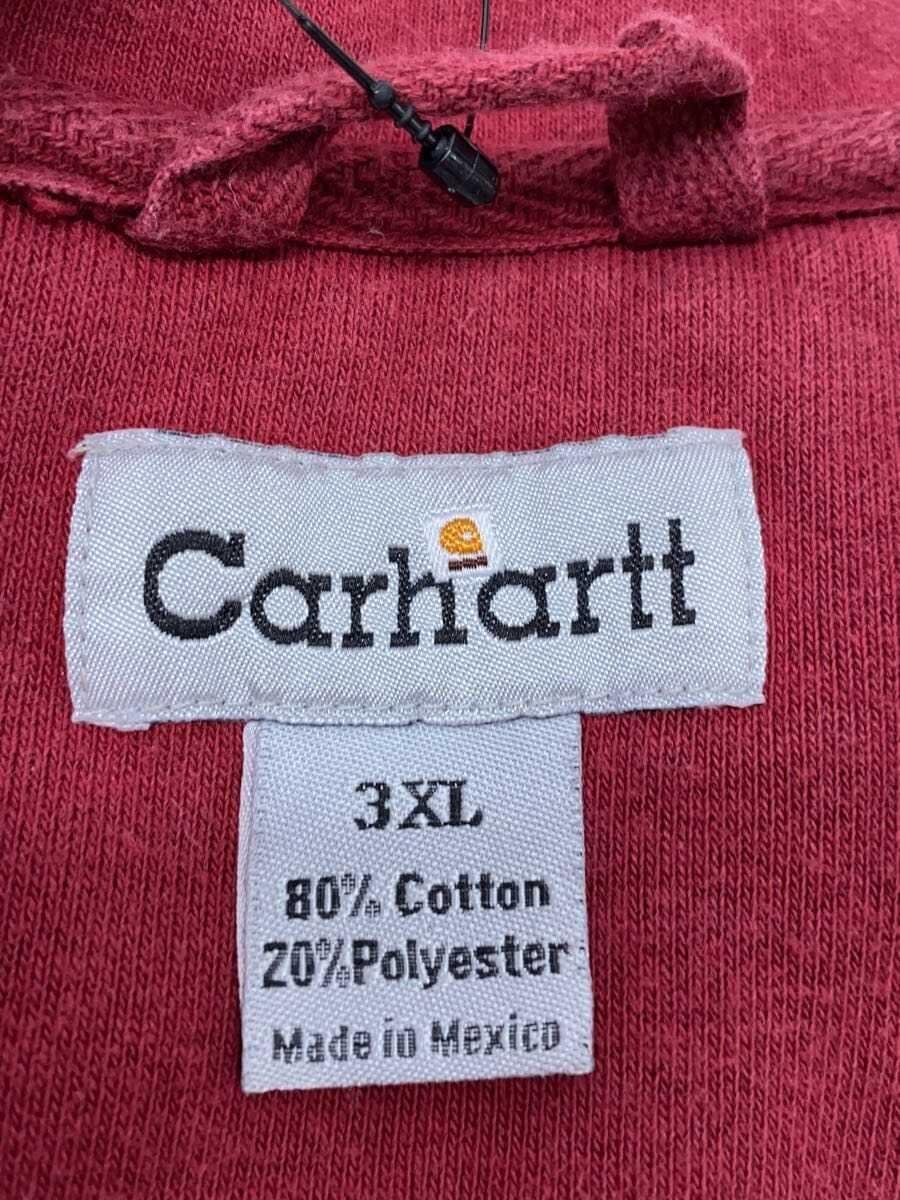 Carhartt
3XL
80% Cotton
20%Polyester
Made in Mexico